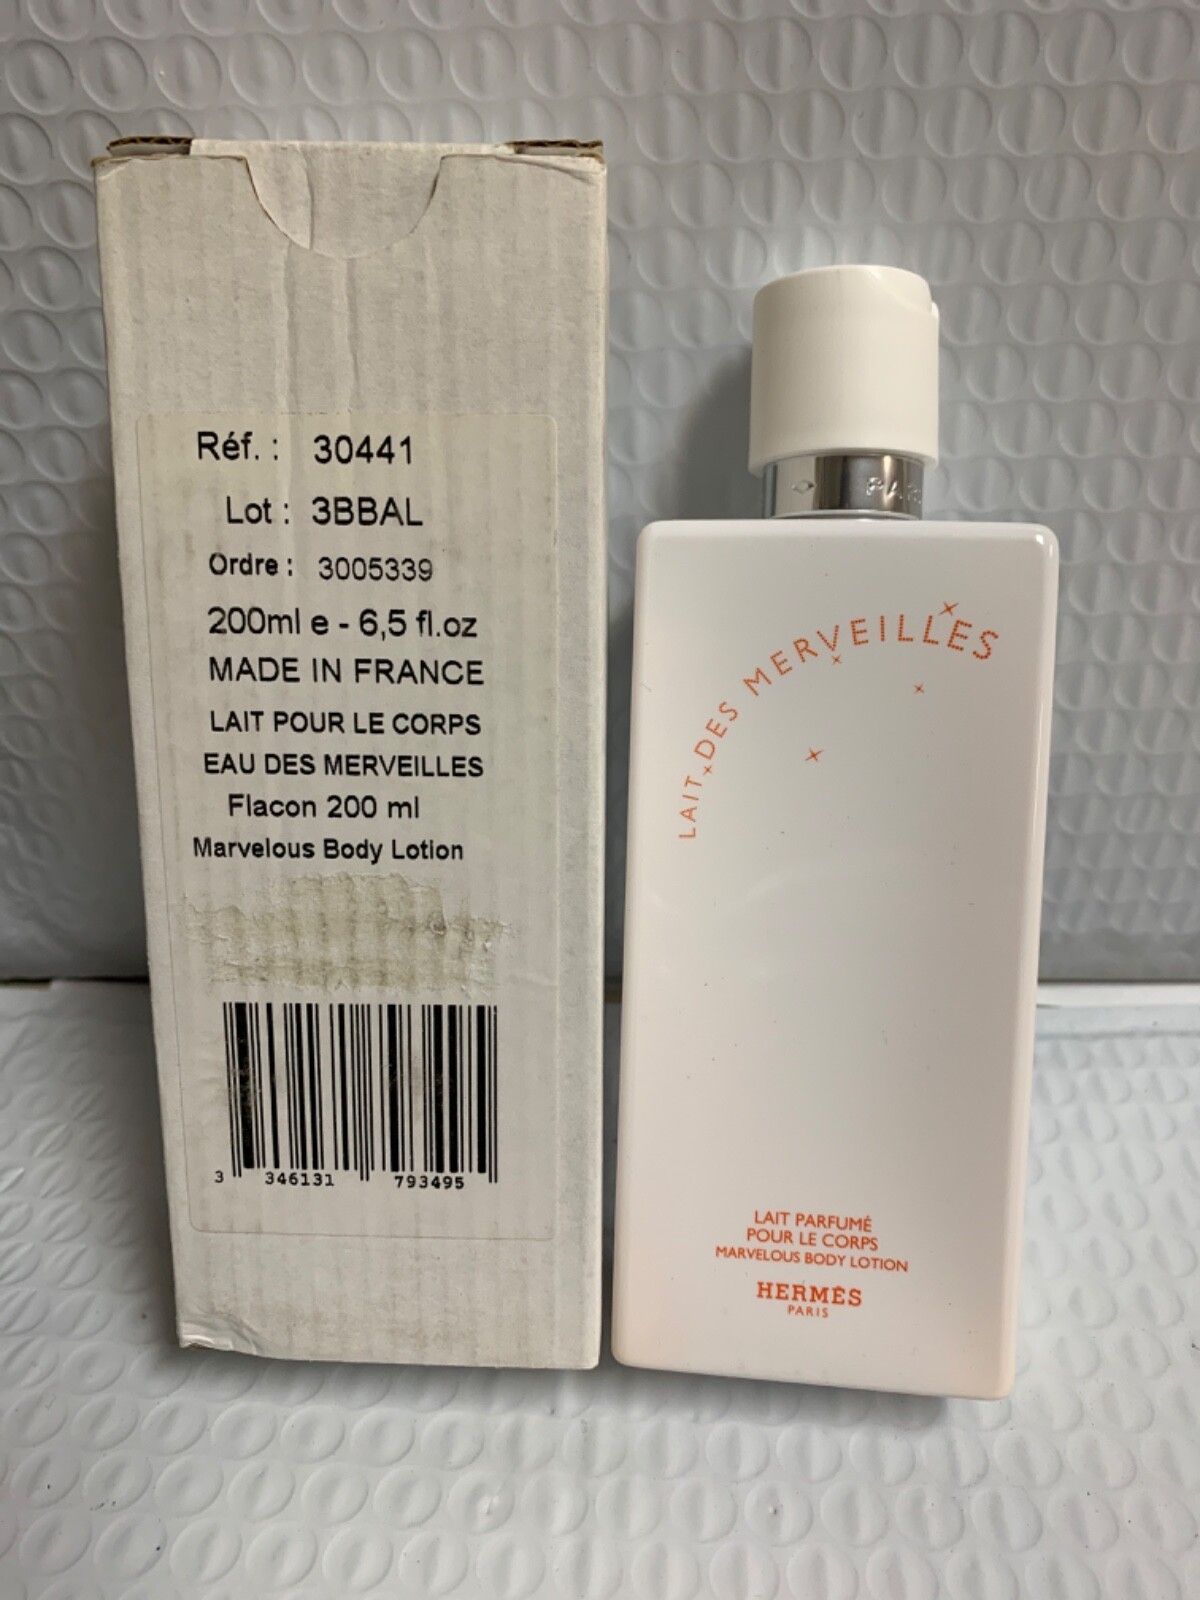 Réf. : 30441
Lot : 3BBAL
Ordre : 3005339
200ml e - 6,5 fl.oz
MADE IN FRANCE
LAIT POUR LE CORPS
EAU DES MERVEILLES
Flacon 200 ml
Marvelous Body Lotion
3 346131 793495
LAIT DES MERVEILLES
LAIT PARFUMÉ
POUR LE CORPS
MARVELOUS BODY LOTION
HERMÈS
PARIS